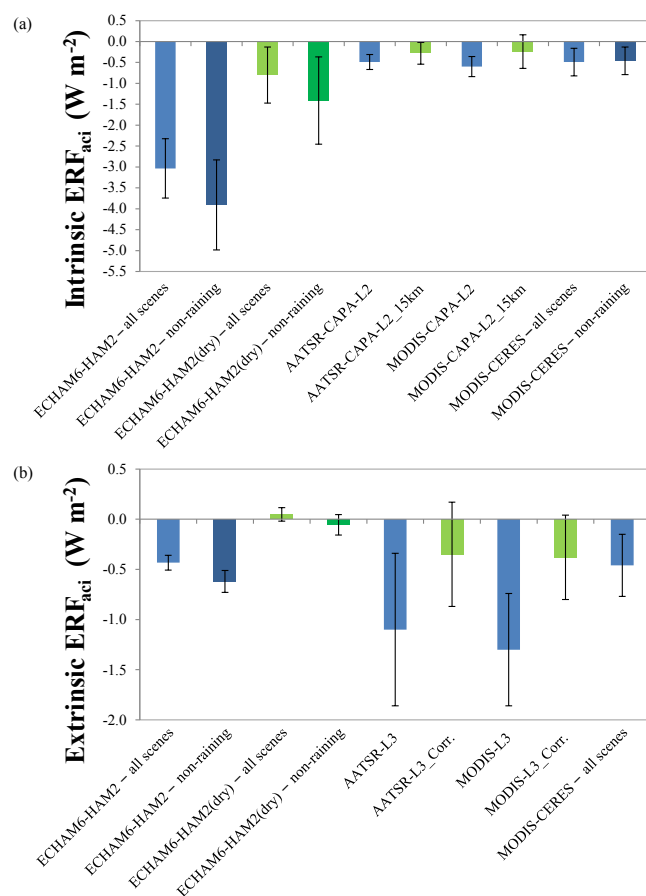 (a)
0.5
0.0
-0.5
-1.0
-1.5
-2.0
-2.5
-3.0
-3.5
-4.0
-4.5
-5.0
-5.5
Intrinsic ERFaci (W m-2)
ECHAM6-HAM2 – all scenes
ECHAM6-HAM2 – non-raining
ECHAM6-HAM2(dry) – all scenes
ECHAM6-HAM2(dry) – non-raining
AATSR-CAPA-L2
AATSR-CAPA-L2_15km
MODIS-CAPA-L2
MODIS-CAPA-L2_15km
MODIS-CERES – all scenes
MODIS-CERES – non-raining
(b)
0.5
0.0
-0.5
-1.0
-1.5
-2.0
Extrinsic ERFaci (W m-2)
ECHAM6-HAM2 – all scenes
ECHAM6-HAM2 – non-raining
ECHAM6-HAM2(dry) – all scenes
ECHAM6-HAM2(dry) – non-raining
AATSR-L3
AATSR-L3_Corr.
MODIS-L3
MODIS-L3_Corr.
MODIS-CERES – all scenes